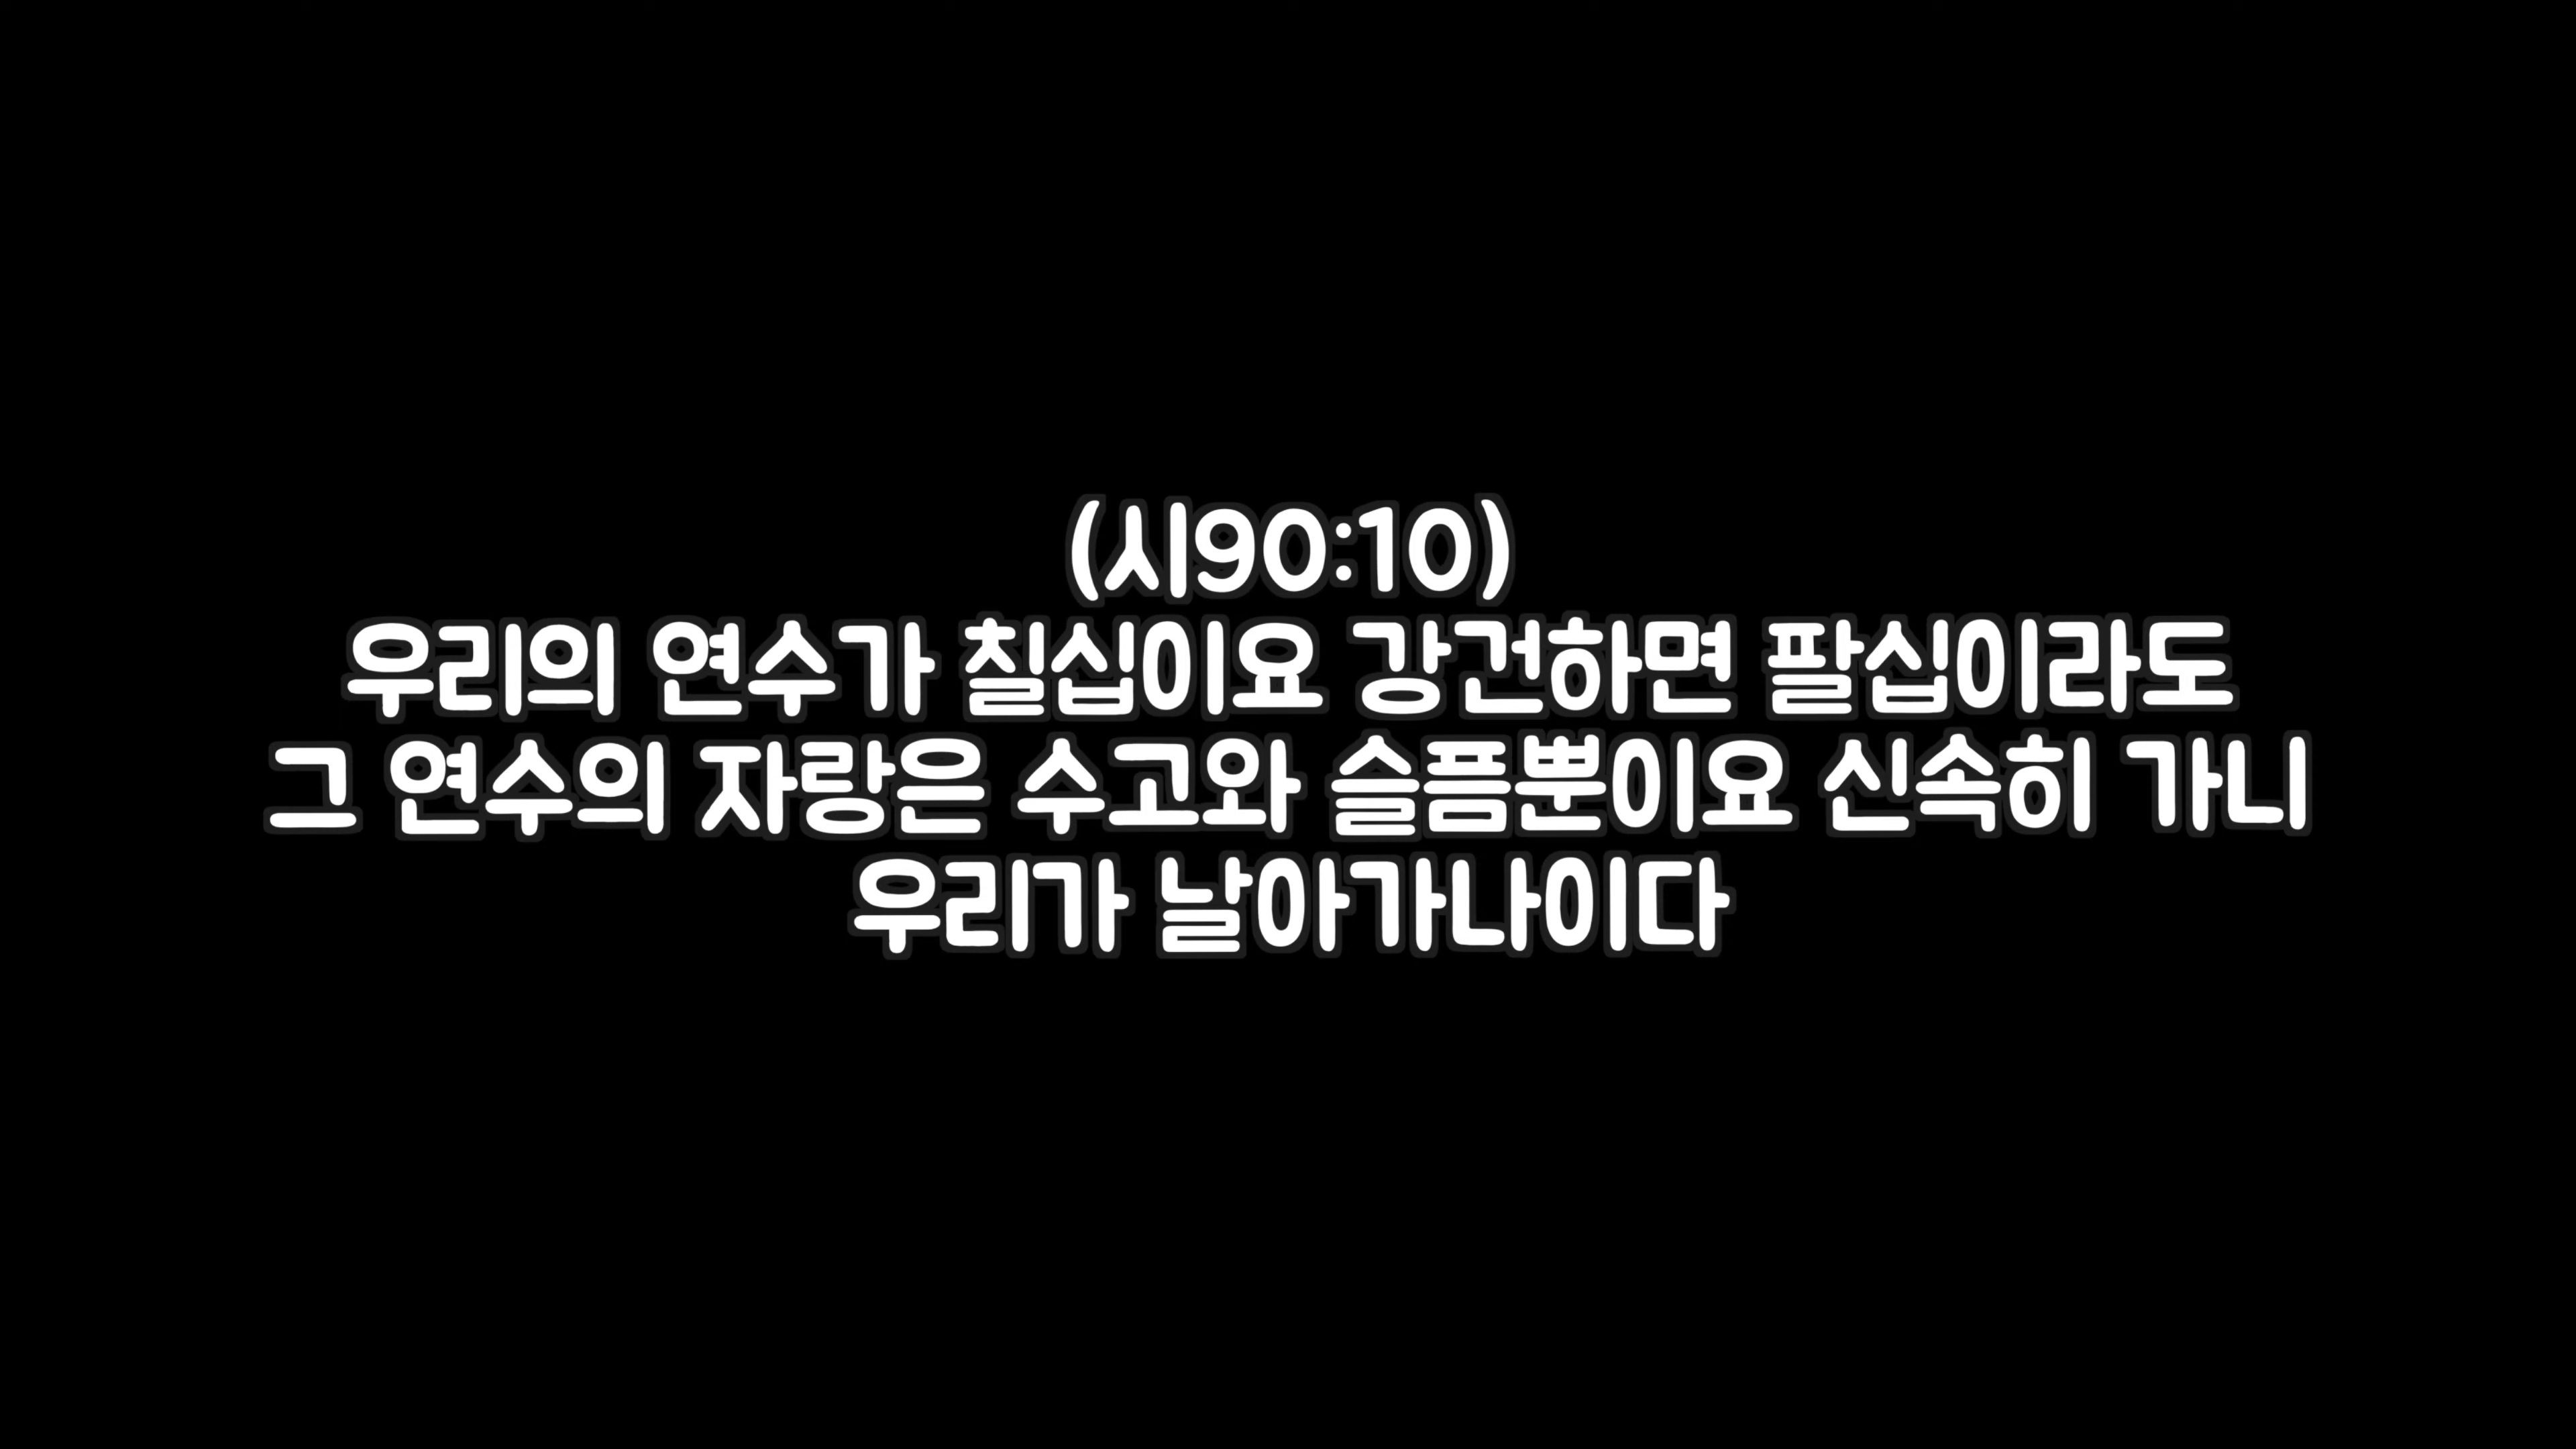 (시90:10)
우리의 연수가 칠십이요 강건하면 팔십이라도
그 연수의 자랑은 수고와 슬픔뿐이요 신속히 가니
우리가 날아가나이다